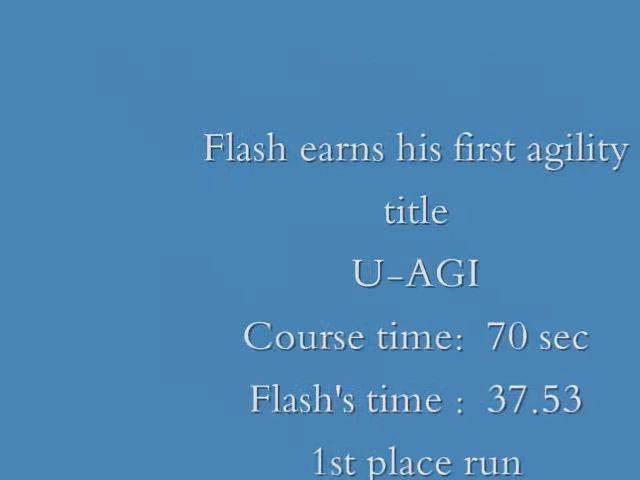 Flash earns his first agility
title
U-AGI
Course time:  70 sec
Flash's time :  37.53
1st place run